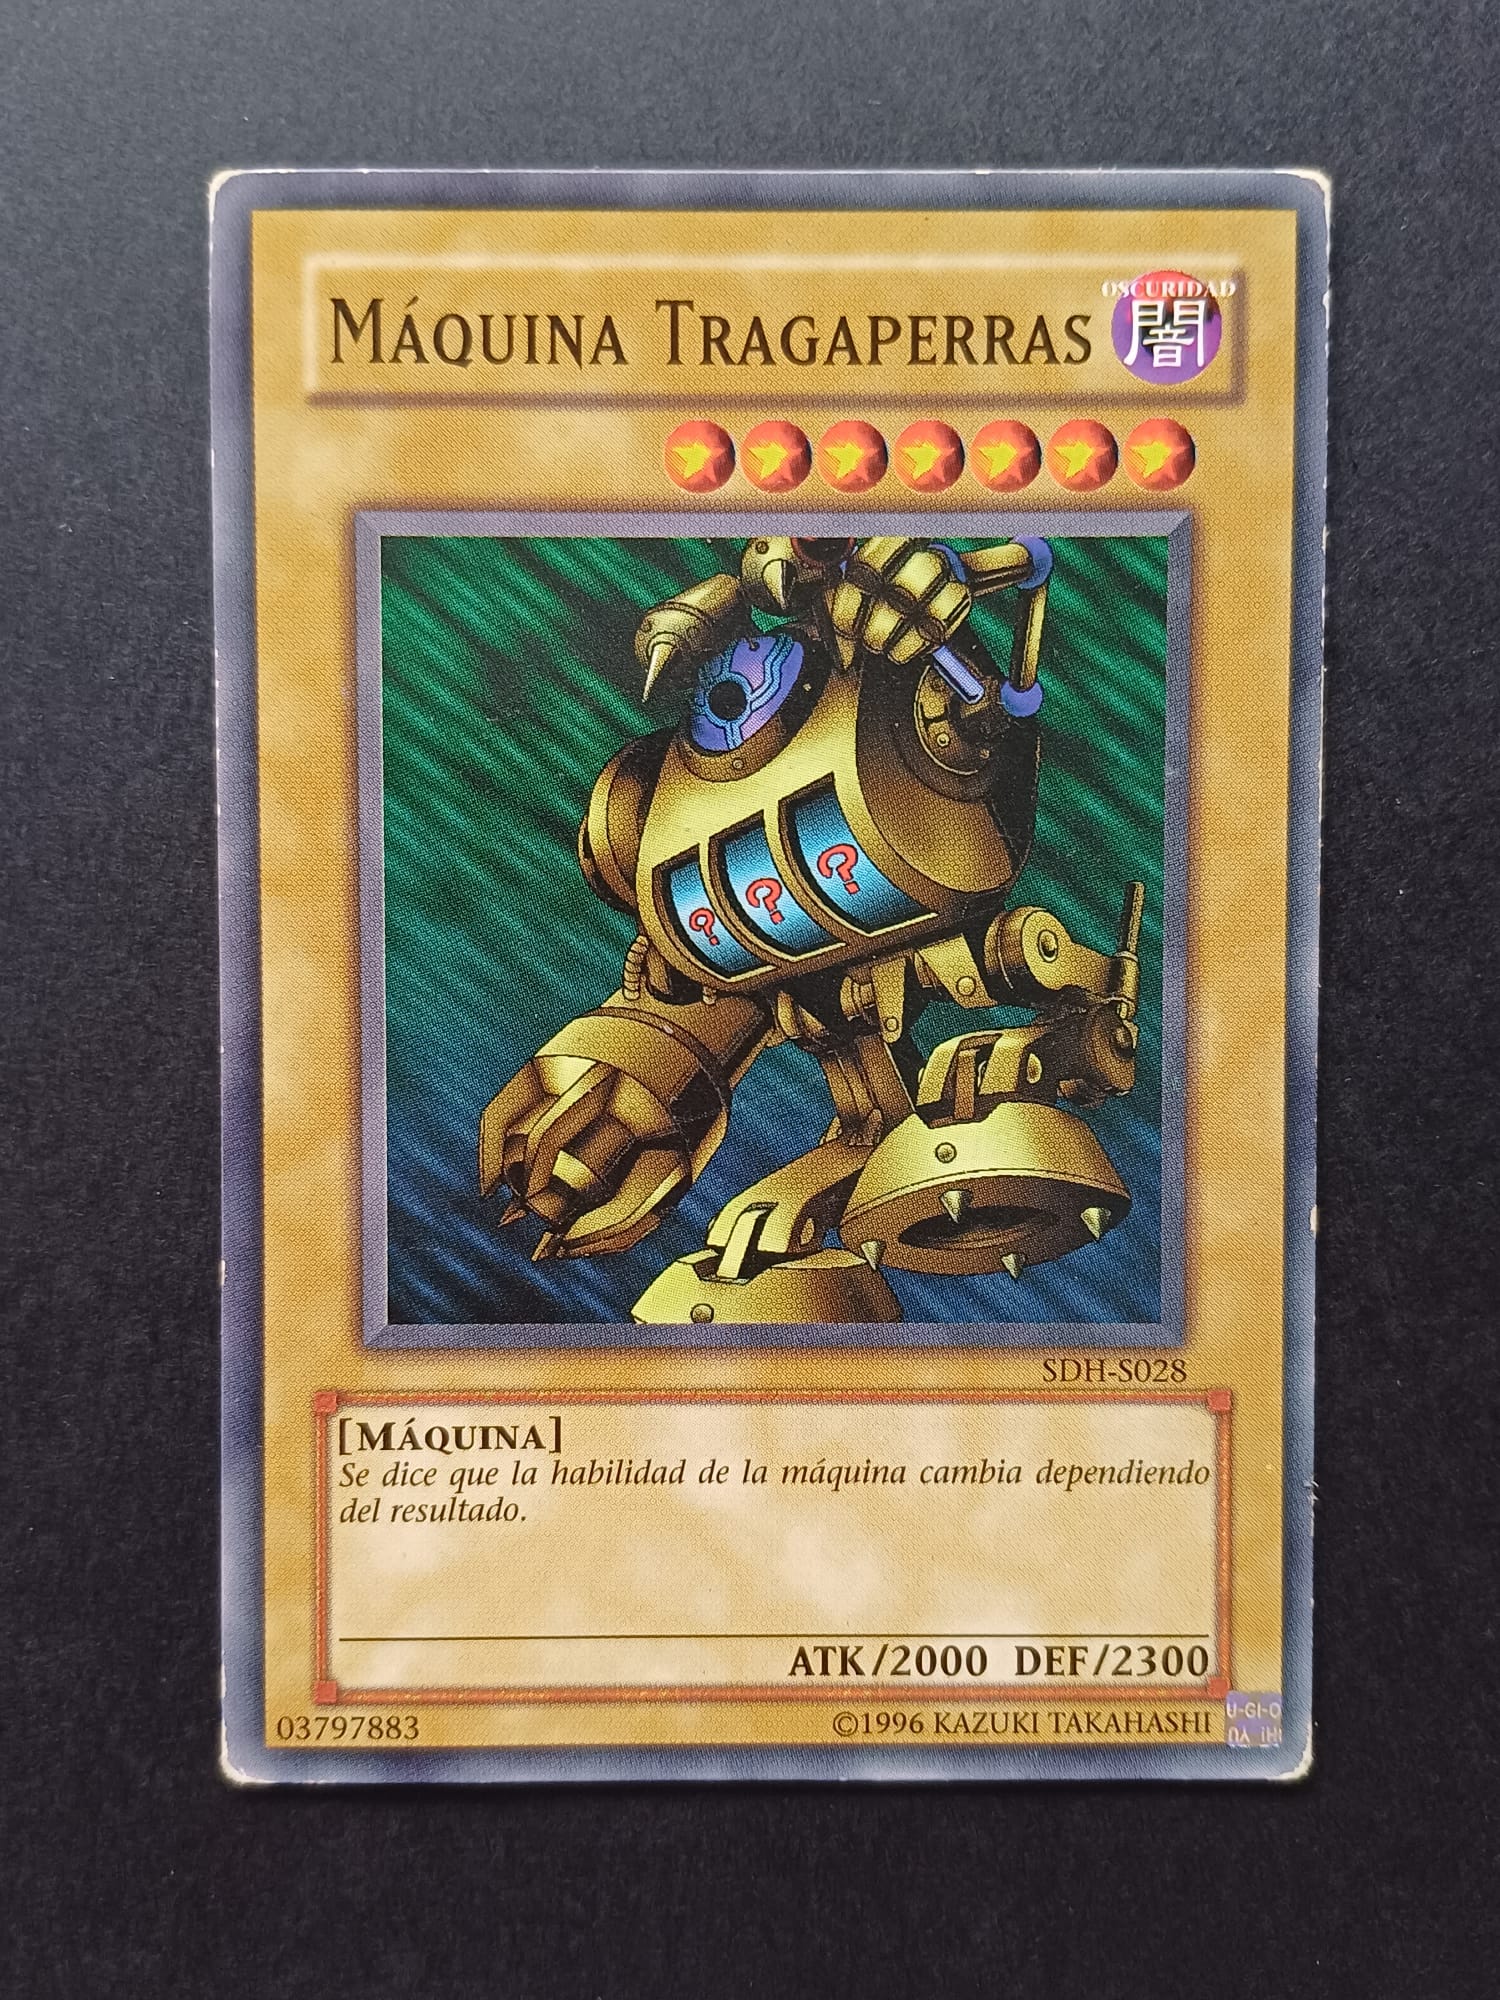 MÁQUINA TRAGAPERRAS
OSCURIDAD
闇
? ? ?
SDH-S028
[MÁQUINA]
Se dice que la habilidad de la máquina cambia dependiendo
del resultado.
ATK/2000 DEF/2300
03797883
©1996 KAZUKI TAKAHASHI
U-GI-O